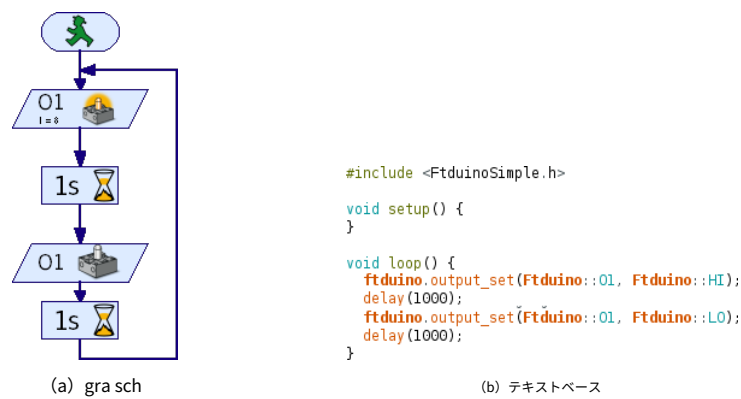 O1
I = 8
1s
O1
1s
(a) gra sch
#include <FtduinoSimple.h>
void setup() {
}
void loop() {
ftduino.output_set(Ftduino::O1, Ftduino::HI);
delay(1000);
ftduino.output_set(Ftduino::O1, Ftduino::LO);
delay(1000);
}
(b) テキストベース